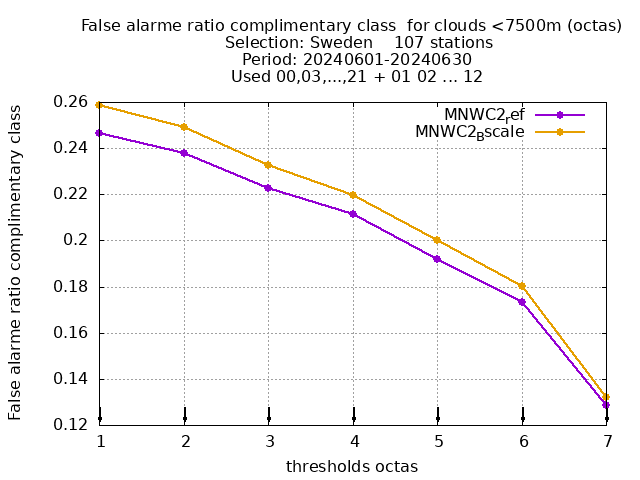 False alarme ratio complimentary class  for clouds <7500m (octas)
Selection: Sweden    107 stations
Period: 20240601-20240630
Used 00,03,...,21 + 01 02 ... 12
MNWC2_ref
MNWC2_Bscale
False alarme ratio complimentary class
0.26
0.24
0.22
0.2
0.18
0.16
0.14
0.12
1 2 3 4 5 6 7
thresholds octas